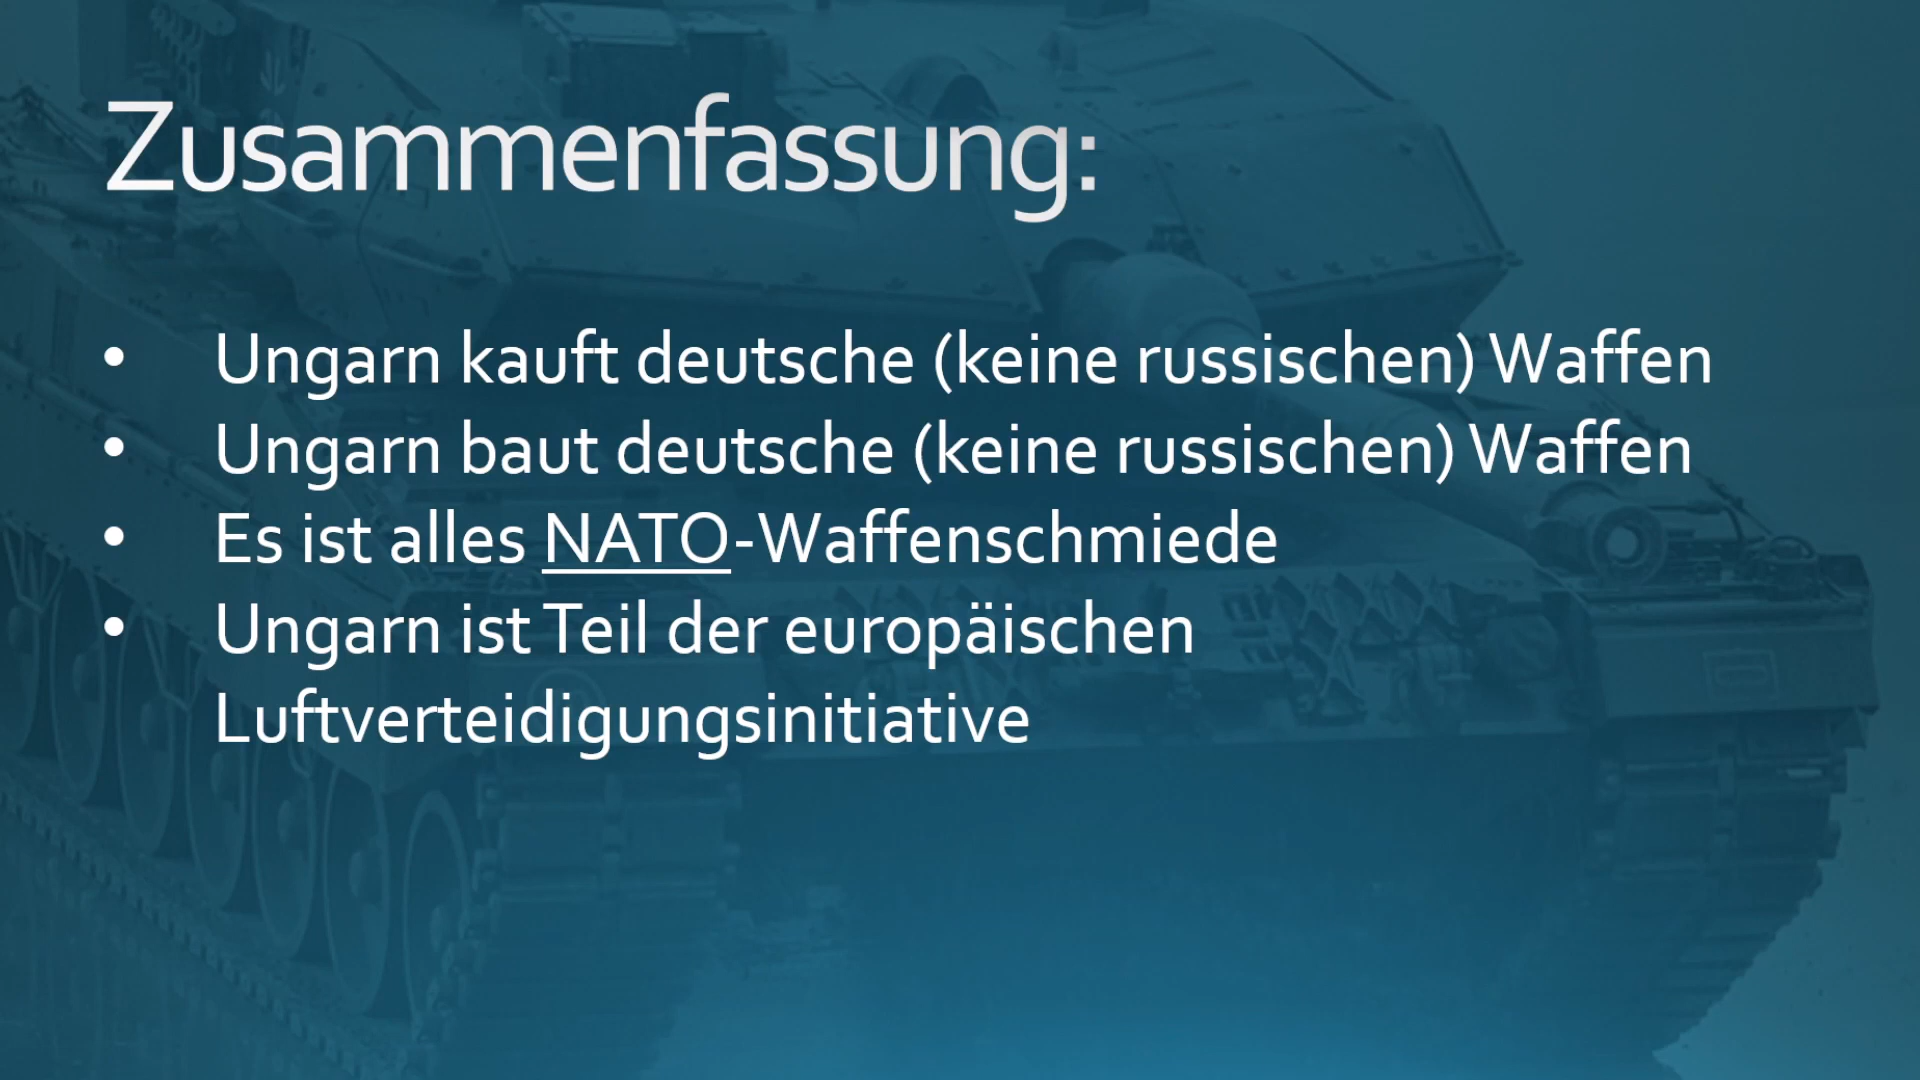 Zusammenfassung:
• Ungarn kauft deutsche (keine russischen) Waffen
• Ungarn baut deutsche (keine russischen) Waffen
• Es ist alles NATO-Waffenschmiede
• Ungarn ist Teil der europäischen
Luftverteidigungsinitiative